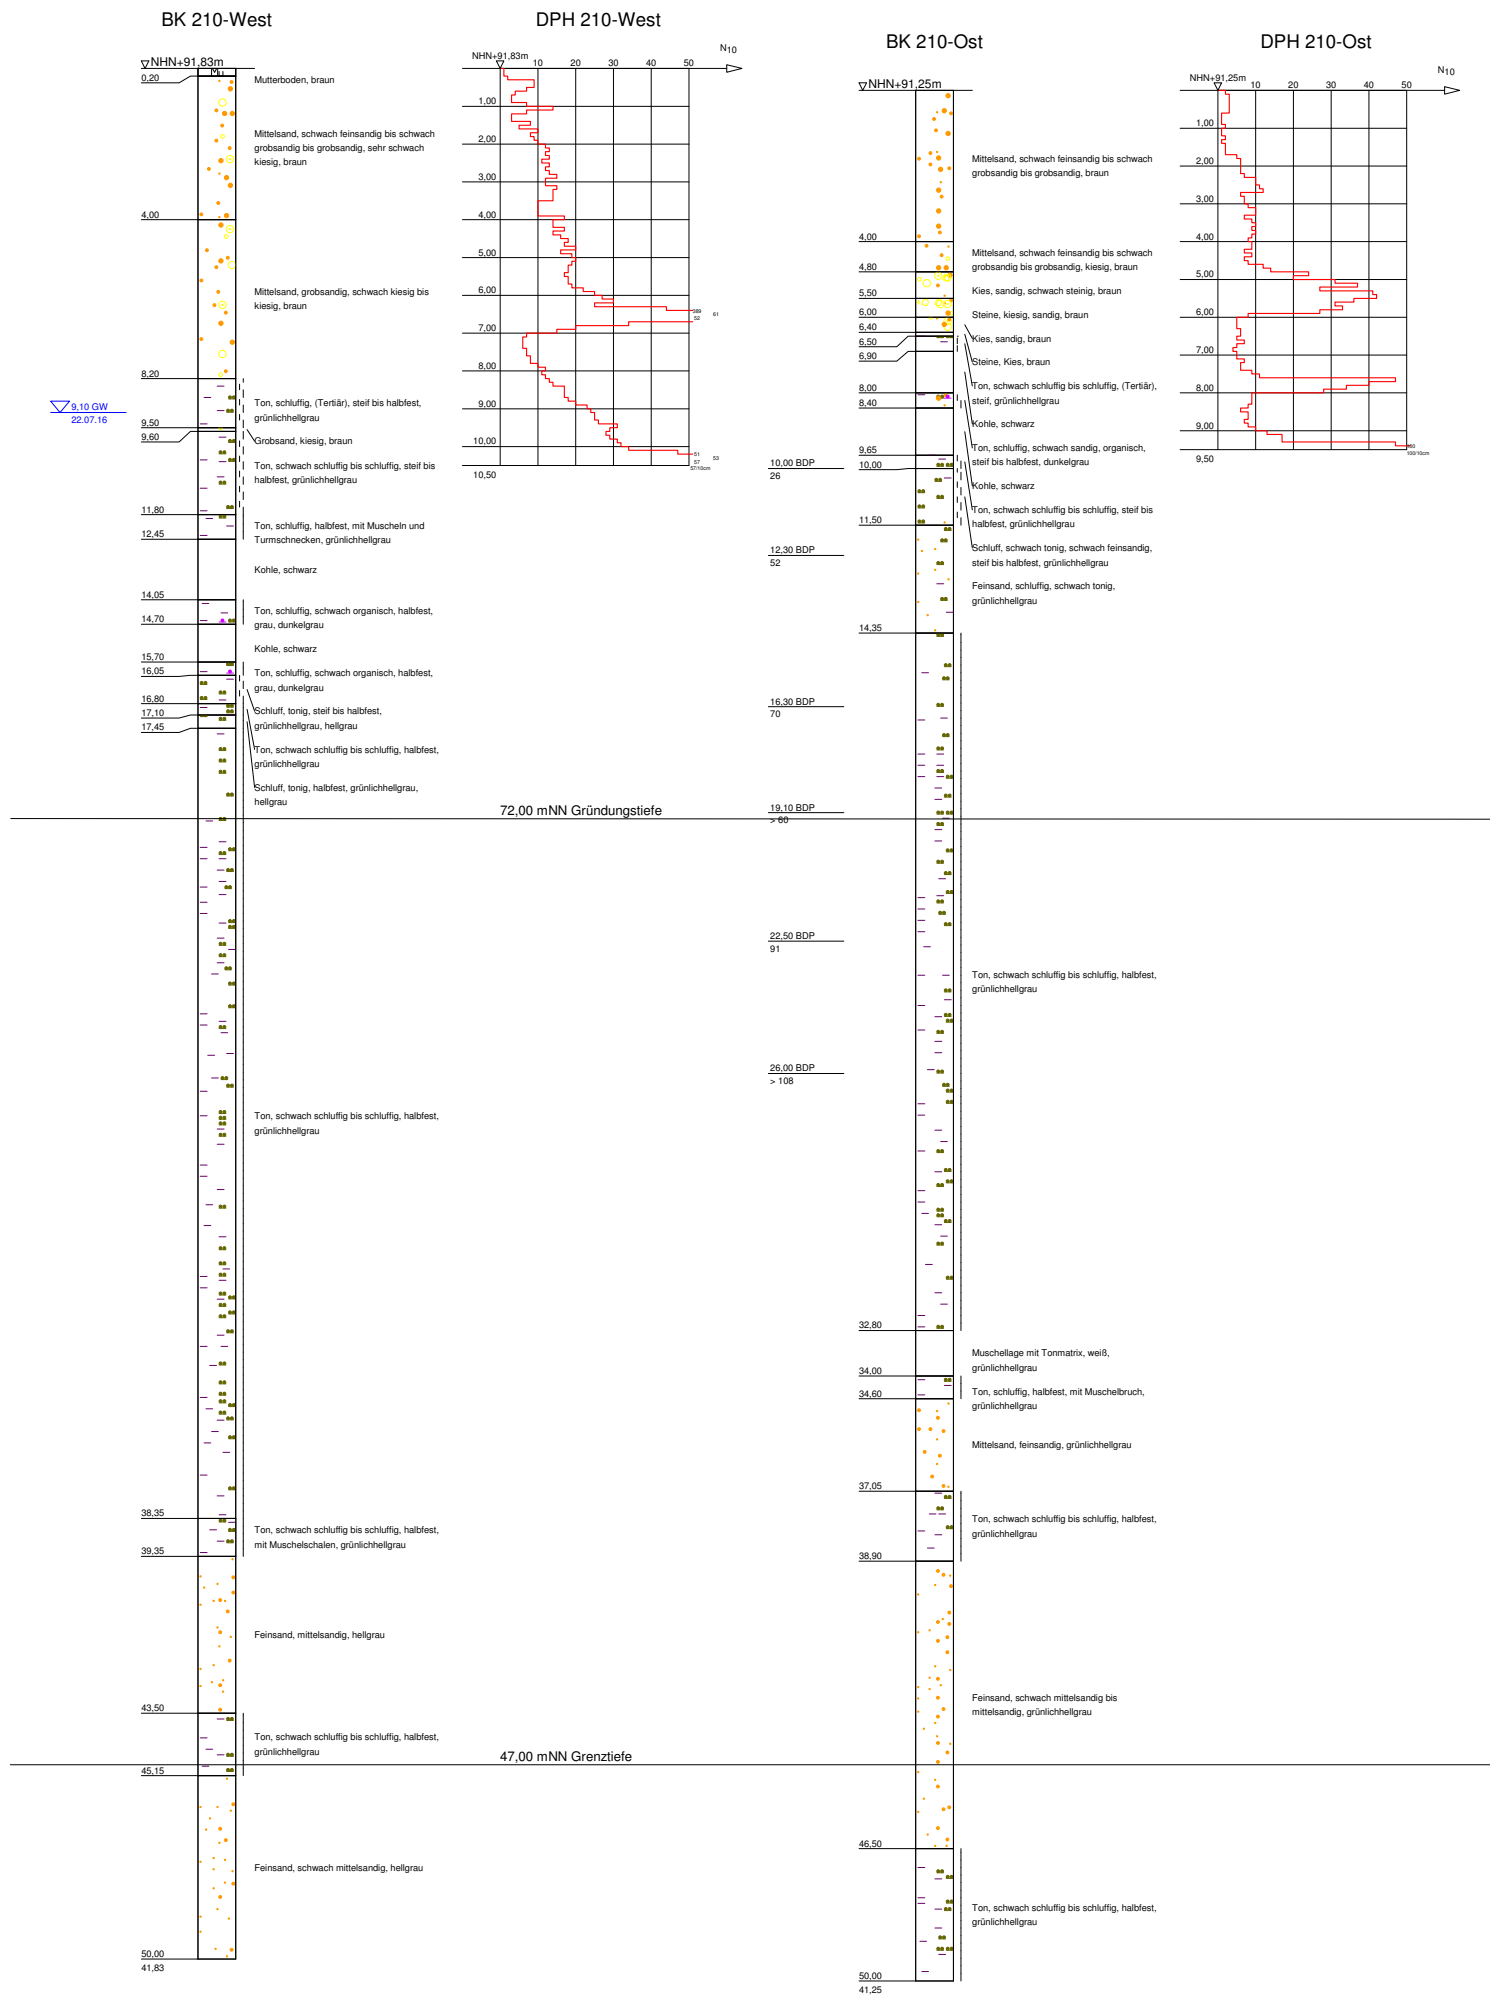 BK 210-West
NHN+91,83m
0,20
4,00
8,20
9,10 GW
22.07.16
9,50
9,60
11,80
12,45
14,05
14,70
15,70
16,05
16,80
17,10
17,45
38,35
39,35
43,50
45,15
50,00
41,83
Mutterboden, braun
Mittelsand, schwach feinsandig bis schwach
grobsandig bis grobsandig, sehr schwach
kiesig, braun
Mittelsand, grobsandig, schwach kiesig bis
kiesig, braun
Ton, schluffig, (Tertiär), steif bis halbfest,
grünlichhellgrau
Grobsand, kiesig, braun
Ton, schwach schluffig bis schluffig, steif bis
halbfest, grünlichhellgrau
Ton, schluffig, halbfest, mit Muscheln und
Turmschnecken, grünlichhellgrau
Kohle, schwarz
Ton, schluffig, schwach organisch, halbfest,
grau, dunkelgrau
Kohle, schwarz
Ton, schluffig, schwach organisch, halbfest,
grau, dunkelgrau
Schluff, tonig, steif bis halbfest,
grünlichhellgrau, hellgrau
Ton, schwach schluffig bis schluffig, halbfest,
grünlichhellgrau
Schluff, tonig, halbfest, grünlichhellgrau,
hellgrau
Ton, schwach schluffig bis schluffig, halbfest,
grünlichhellgrau
Ton, schwach schluffig bis schluffig, halbfest,
mit Muschelschalen, grünlichhellgrau
Feinsand, mittelsandig, hellgrau
Ton, schwach schluffig bis schluffig, halbfest,
grünlichhellgrau
Feinsand, schwach mittelsandig, hellgrau
DPH 210-West
NHN+91,83m
10 20 30 40 50
N10
1,00
2,00
3,00
4,00
5,00
6,00
7,00
8,00
9,00
10,00
10,50
61
52
51
57 53
57/10cm
72,00 mNN Gründungstiefe
47,00 mNN Grenztiefe
BK 210-Ost
NHN+91,25m
4,00
4,80
5,50
6,00
6,40
6,50
6,90
8,00
8,40
9,65
10,00
11,50
14,35
32,80
34,00
34,60
37,05
38,90
46,50
50,00
41,25
10,00 BDP
26
12,30 BDP
52
16,30 BDP
70
19,10 BDP
> 60
22,50 BDP
91
26,00 BDP
> 108
Mittelsand, schwach feinsandig bis schwach
grobsandig bis grobsandig, braun
Mittelsand, schwach feinsandig bis schwach
grobsandig bis grobsandig, kiesig, braun
Kies, sandig, schwach steinig, braun
Steine, kiesig, sandig, braun
Kies, sandig, braun
Steine, Kies, braun
Ton, schwach schluffig bis schluffig, (Tertiär),
steif, grünlichhellgrau
Kohle, schwarz
Ton, schluffig, schwach sandig, organisch,
steif bis halbfest, dunkelgrau
Kohle, schwarz
Ton, schwach schluffig bis schluffig, steif bis
halbfest, grünlichhellgrau
Schluff, schwach tonig, schwach feinsandig,
steif bis halbfest, grünlichhellgrau
Feinsand, schluffig, schwach tonig,
grünlichhellgrau
Ton, schwach schluffig bis schluffig, halbfest,
grünlichhellgrau
Muschellage mit Tonmatrix, weiß,
grünlichhellgrau
Ton, schluffig, halbfest, mit Muschelbruch,
grünlichhellgrau
Mittelsand, feinsandig, grünlichhellgrau
Ton, schwach schluffig bis schluffig, halbfest,
grünlichhellgrau
Feinsand, schwach mittelsandig bis
mittelsandig, grünlichhellgrau
Ton, schwach schluffig bis schluffig, halbfest,
grünlichhellgrau
DPH 210-Ost
NHN+91,25m
10 20 30 40 50
N10
1,00
2,00
3,00
4,00
5,00
6,00
7,00
8,00
9,00
9,50
100/10cm